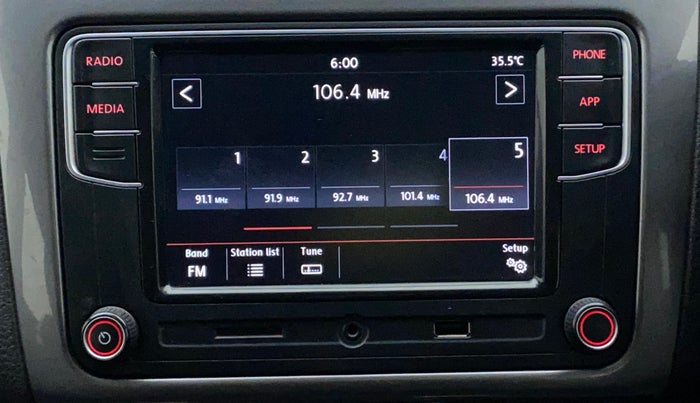 RADIO
MEDIA
6:00
35.5°C
<
106.4 MHz
>
1
2
3
4
5
91.1 MHz
91.9 MHz
92.7 MHz
101.4 MHz
106.4 MHz
Band
Station list
Tune
Setup
FM
PHONE
APP
SETUP